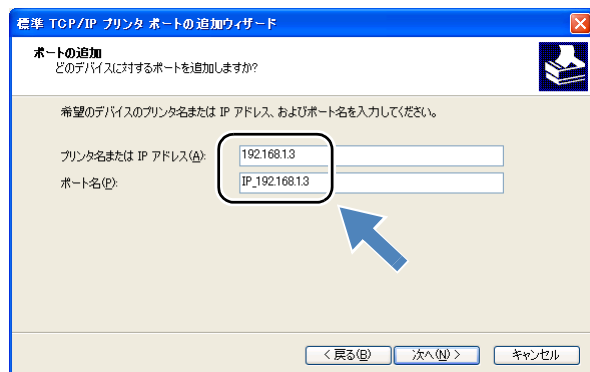 標準 TCP/IP プリンタ ポートの追加ウィザード
ポートの追加
どのデバイスに対するポートを追加しますか?
希望のデバイスのプリンタ名または IP アドレス、およびポート名を入力してください。
プリンタ名または IP アドレス(A): 192.168.1.3
ポート名(P): IP_192.168.1.3
< 戻る(B) 次へ(N) > キャンセル